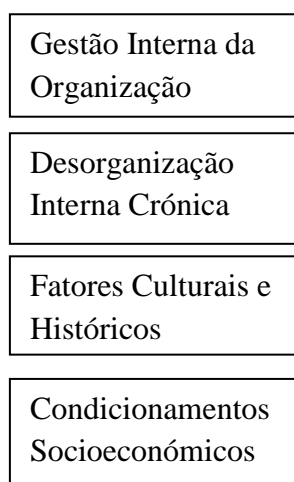 Gestão Interna da
Organização
Desorganização
Interna Crónica
Fatores Culturais e
Históricos
Condicionamentos
Socioeconómicos